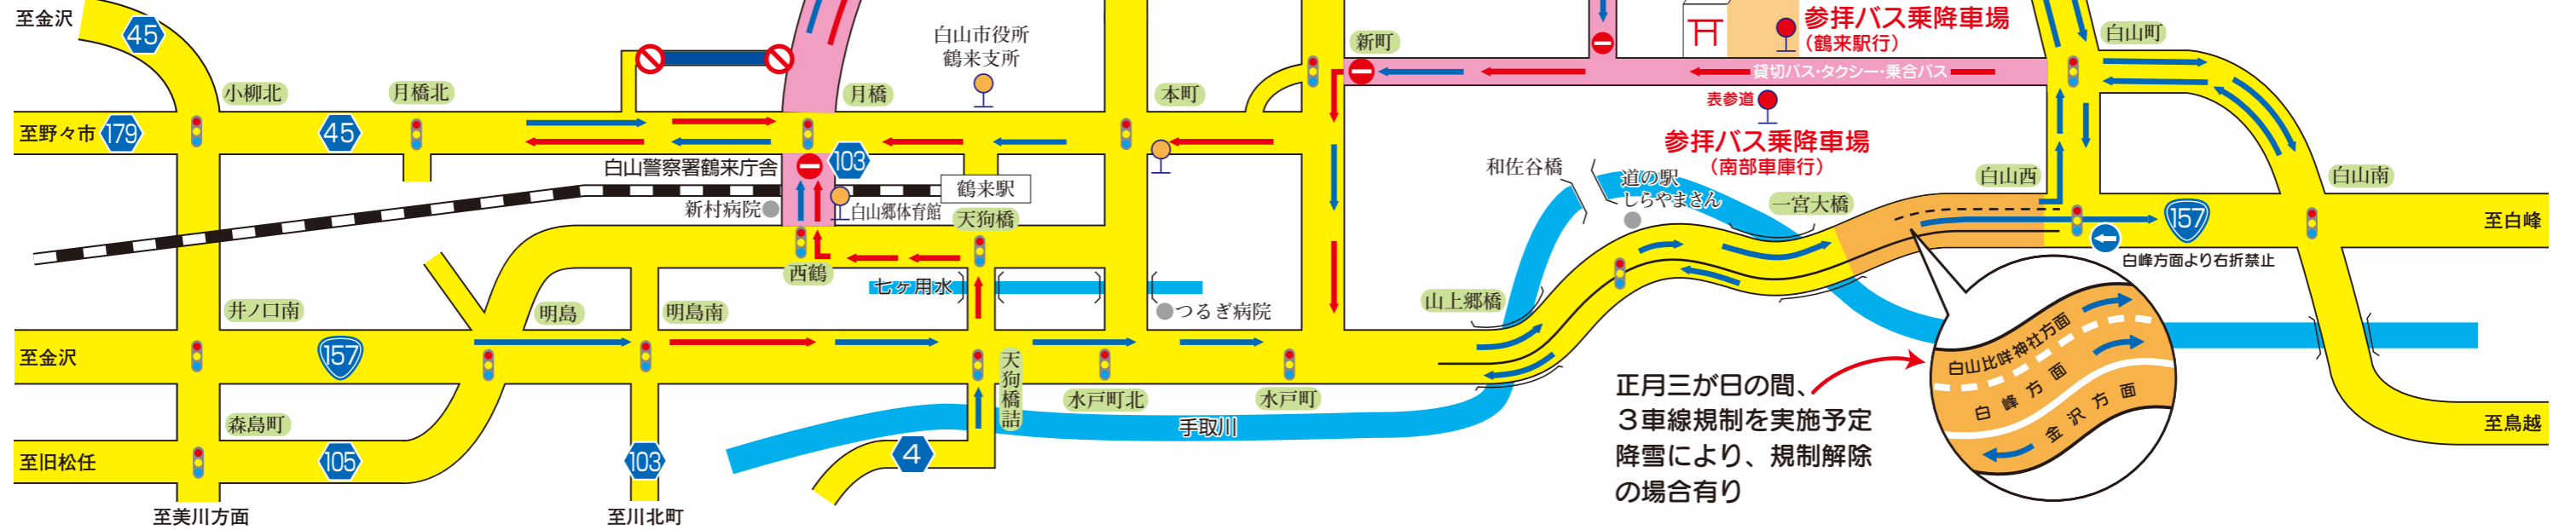 至金沢
45
小柳北
月橋北
至野々市
179
45
白山市役所
鶴来支所
月橋
本町
新町
参拝バス乗降車場
(鶴来駅行)
白山町
貸切バス・タクシー・乗合バス
表参道
参拝バス乗降車場
(南部車庫行)
白山警察署鶴来庁舎
103
鶴来駅
新村病院
白山郷体育館
天狗橋
西鶴
七ヶ用水
和佐谷橋
道の駅
しらやまさん
一宮大橋
白山西
白山南
157
至白峰
白峰方面より右折禁止
井ノ口南
明島
明島南
つるぎ病院
山上郷橋
至金沢
157
天狗橋詰
水戸町北
水戸町
手取川
森島町
至旧松任
105
103
4
至美川方面
至川北町
正月三が日の間、
3車線規制を実施予定
降雪により、規制解除
の場合有り
白山比咩神社方面
白峰方面
金沢方面
至鳥越